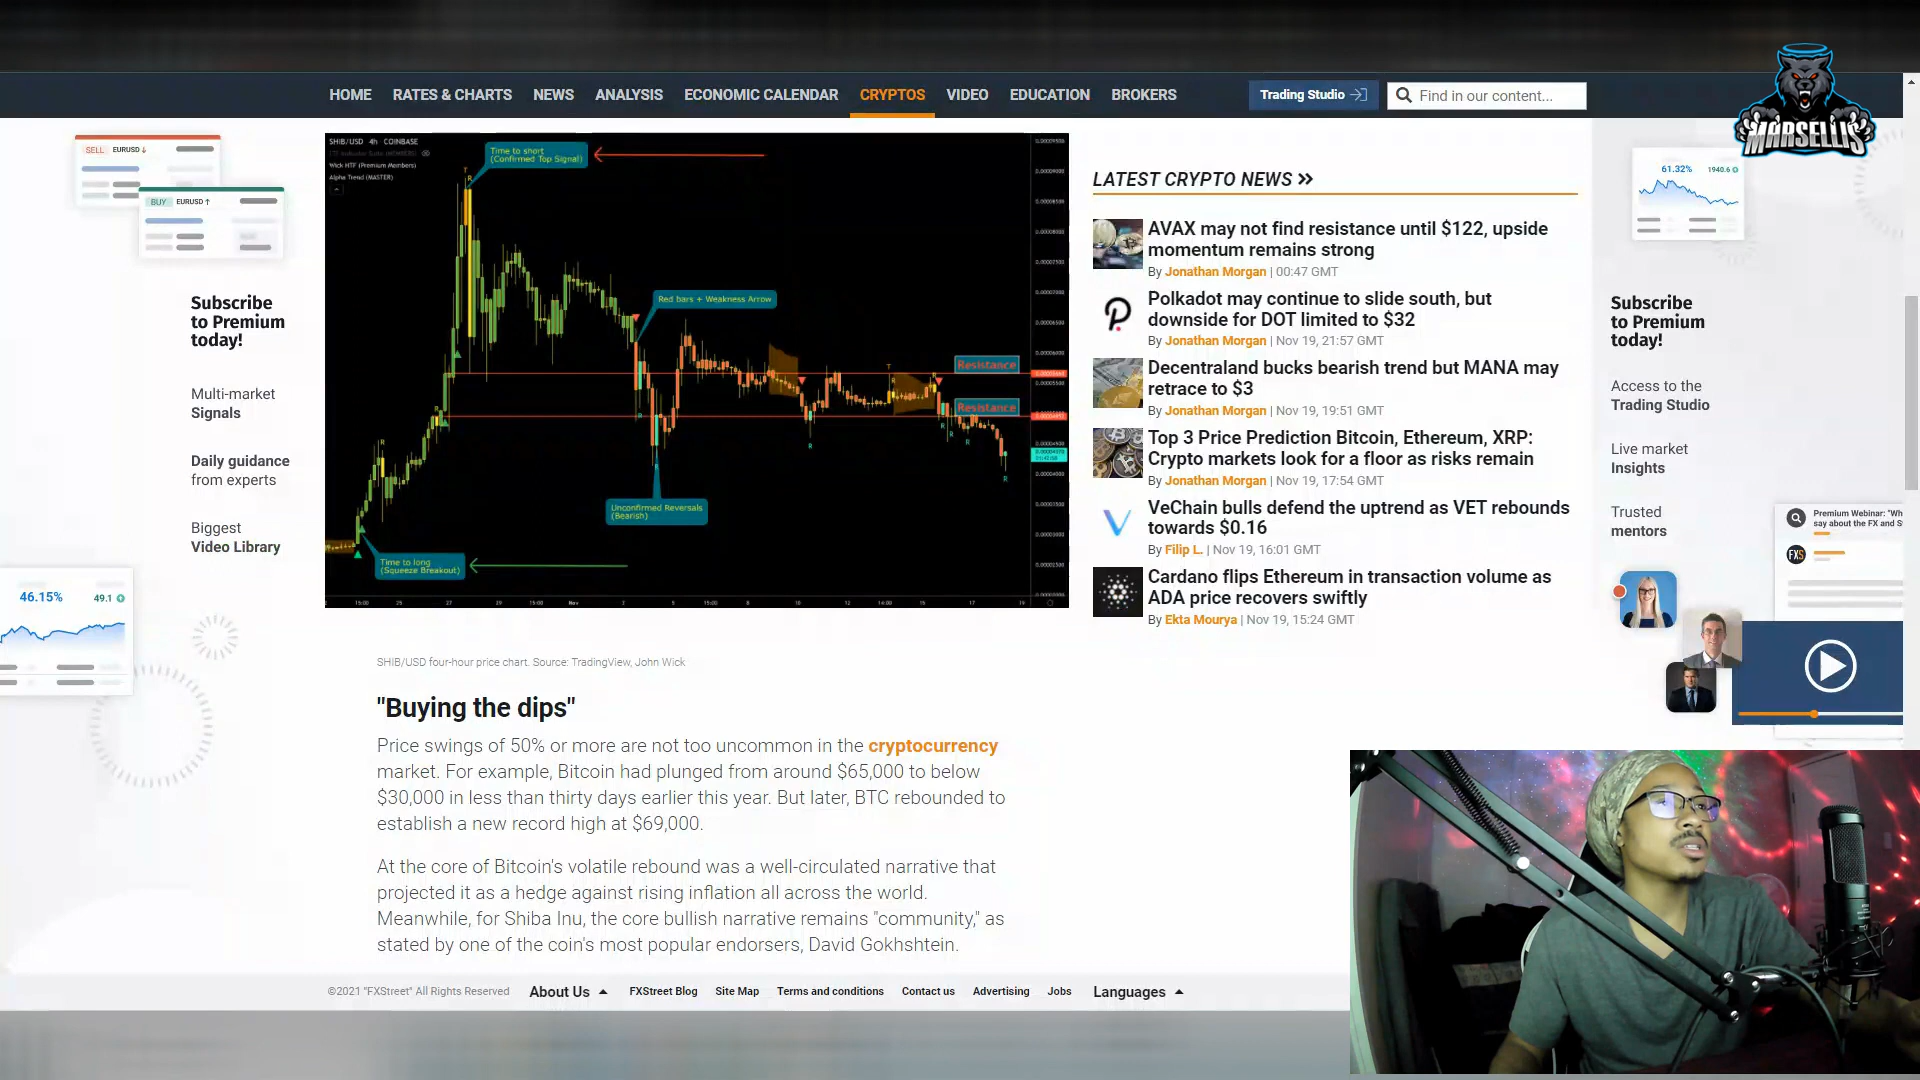 HOME RATES & CHARTS NEWS ANALYSIS ECONOMIC CALENDAR CRYPTOS VIDEO EDUCATION BROKERS
Trading Studio
Find in our content...
MARSELLIS
SELL EURUSD
BUY EURUSD
Subscribe
to Premium
today!
Multi-market
Signals
Daily guidance
from experts
Biggest
Video Library
46.15% 49.1
SHIB/USD 4h COINBASE
Wick HTF (Premium Members)
Alpha Trend (MASTER)
Time to short
(Confirmed Top Signal)
Red bars + Weakness Arrow
Resistance
Resistance
Unconfirmed Reversals
(Bearish)
Time to long
(Squeeze Breakout)
SHIB/USD four-hour price chart. Source: TradingView, John Wick
"Buying the dips"
Price swings of 50% or more are not too uncommon in the cryptocurrency
market. For example, Bitcoin had plunged from around $65,000 to below
$30,000 in less than thirty days earlier this year. But later, BTC rebounded to
establish a new record high at $69,000.
At the core of Bitcoin's volatile rebound was a well-circulated narrative that
projected it as a hedge against rising inflation all across the world.
Meanwhile, for Shiba Inu, the core bullish narrative remains "community," as
stated by one of the coin's most popular endorsers, David Gokhshtein.
LATEST CRYPTO NEWS
AVAX may not find resistance until $122, upside
momentum remains strong
By Jonathan Morgan | 00:47 GMT
Polkadot may continue to slide south, but
downside for DOT limited to $32
By Jonathan Morgan | Nov 19, 21:57 GMT
Decentraland bucks bearish trend but MANA may
retrace to $3
By Jonathan Morgan | Nov 19, 19:51 GMT
Top 3 Price Prediction Bitcoin, Ethereum, XRP:
Crypto markets look for a floor as risks remain
By Jonathan Morgan | Nov 19, 17:54 GMT
VeChain bulls defend the uptrend as VET rebounds
towards $0.16
By Filip L. | Nov 19, 16:01 GMT
Cardano flips Ethereum in transaction volume as
ADA price recovers swiftly
By Ekta Mourya | Nov 19, 15:24 GMT
61.32% 1940.6
Subscribe
to Premium
today!
Access to the
Trading Studio
Live market
Insights
Trusted
mentors
Premium Webinar: "Wh
say about the FX and S
FXS
©2021 "FXStreet" All Rights Reserved About Us FXStreet Blog Site Map Terms and conditions Contact us Advertising Jobs Languages